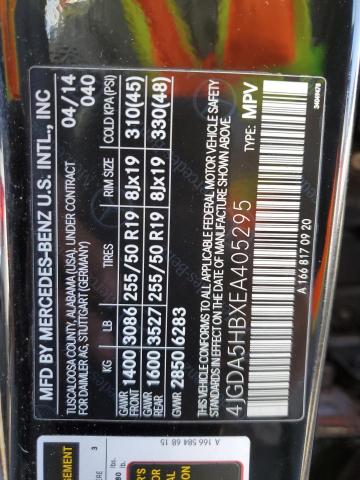 MFD BY MERCEDES-BENZ U.S. INTL., INC
TUSCALOOSA COUNTY, ALABAMA (USA), UNDER CONTRACT
FOR DAIMLER AG, STUTTGART (GERMANY)
04/14
040
KG LB TIRES RIM SIZE COLD KPA(PSI)
GAWR FRONT 1400 3086 255/50 R19 8Jx19 310(45)
GAWR REAR 1600 3527 255/50 R19 8Jx19 330(48)
GVWR 2850 6283
THIS VEHICLE CONFORMS TO ALL APPLICABLE FEDERAL MOTOR VEHICLE SAFETY
STANDARDS IN EFFECT ON THE DATE OF MANUFACTURE SHOWN ABOVE.
4JGDA5HBXEA405295 TYPE: MPV
A 166 817 09 20
A 166 584 68 15
GEMENT
3
lbs.